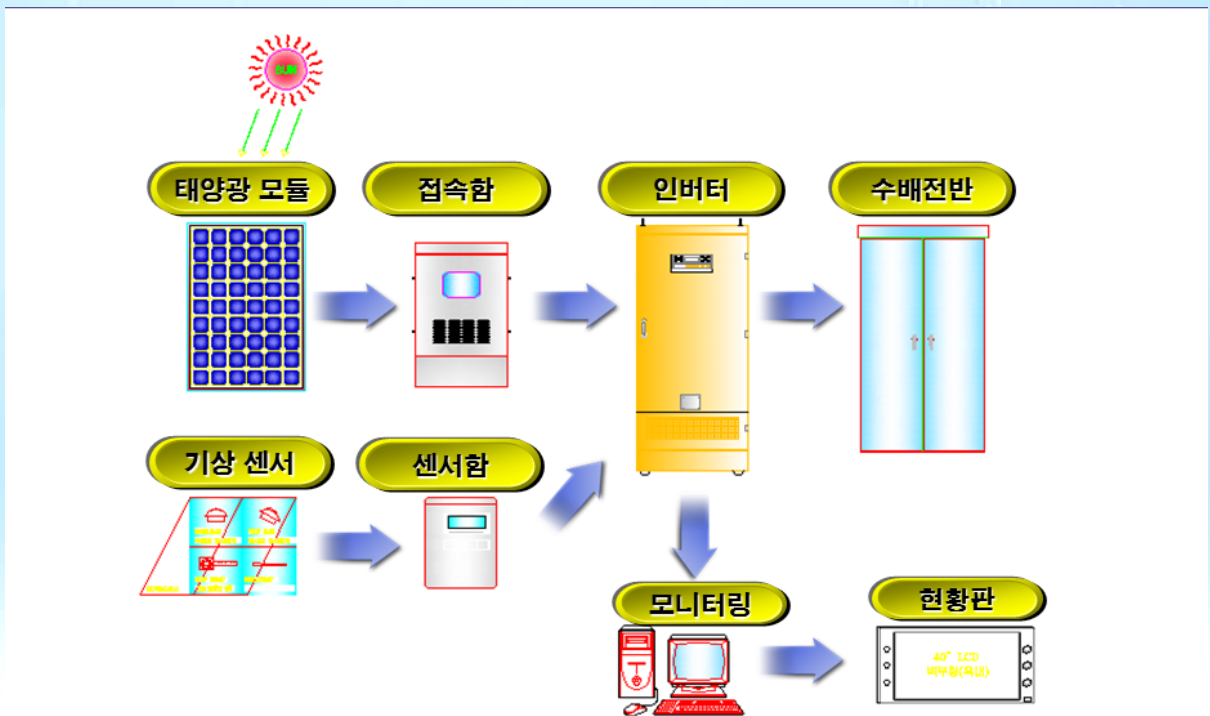 SUN
태양광 모듈
접속함
인버터
수배전반
기상 센서
센서함
모니터링
현황판
40" LCD